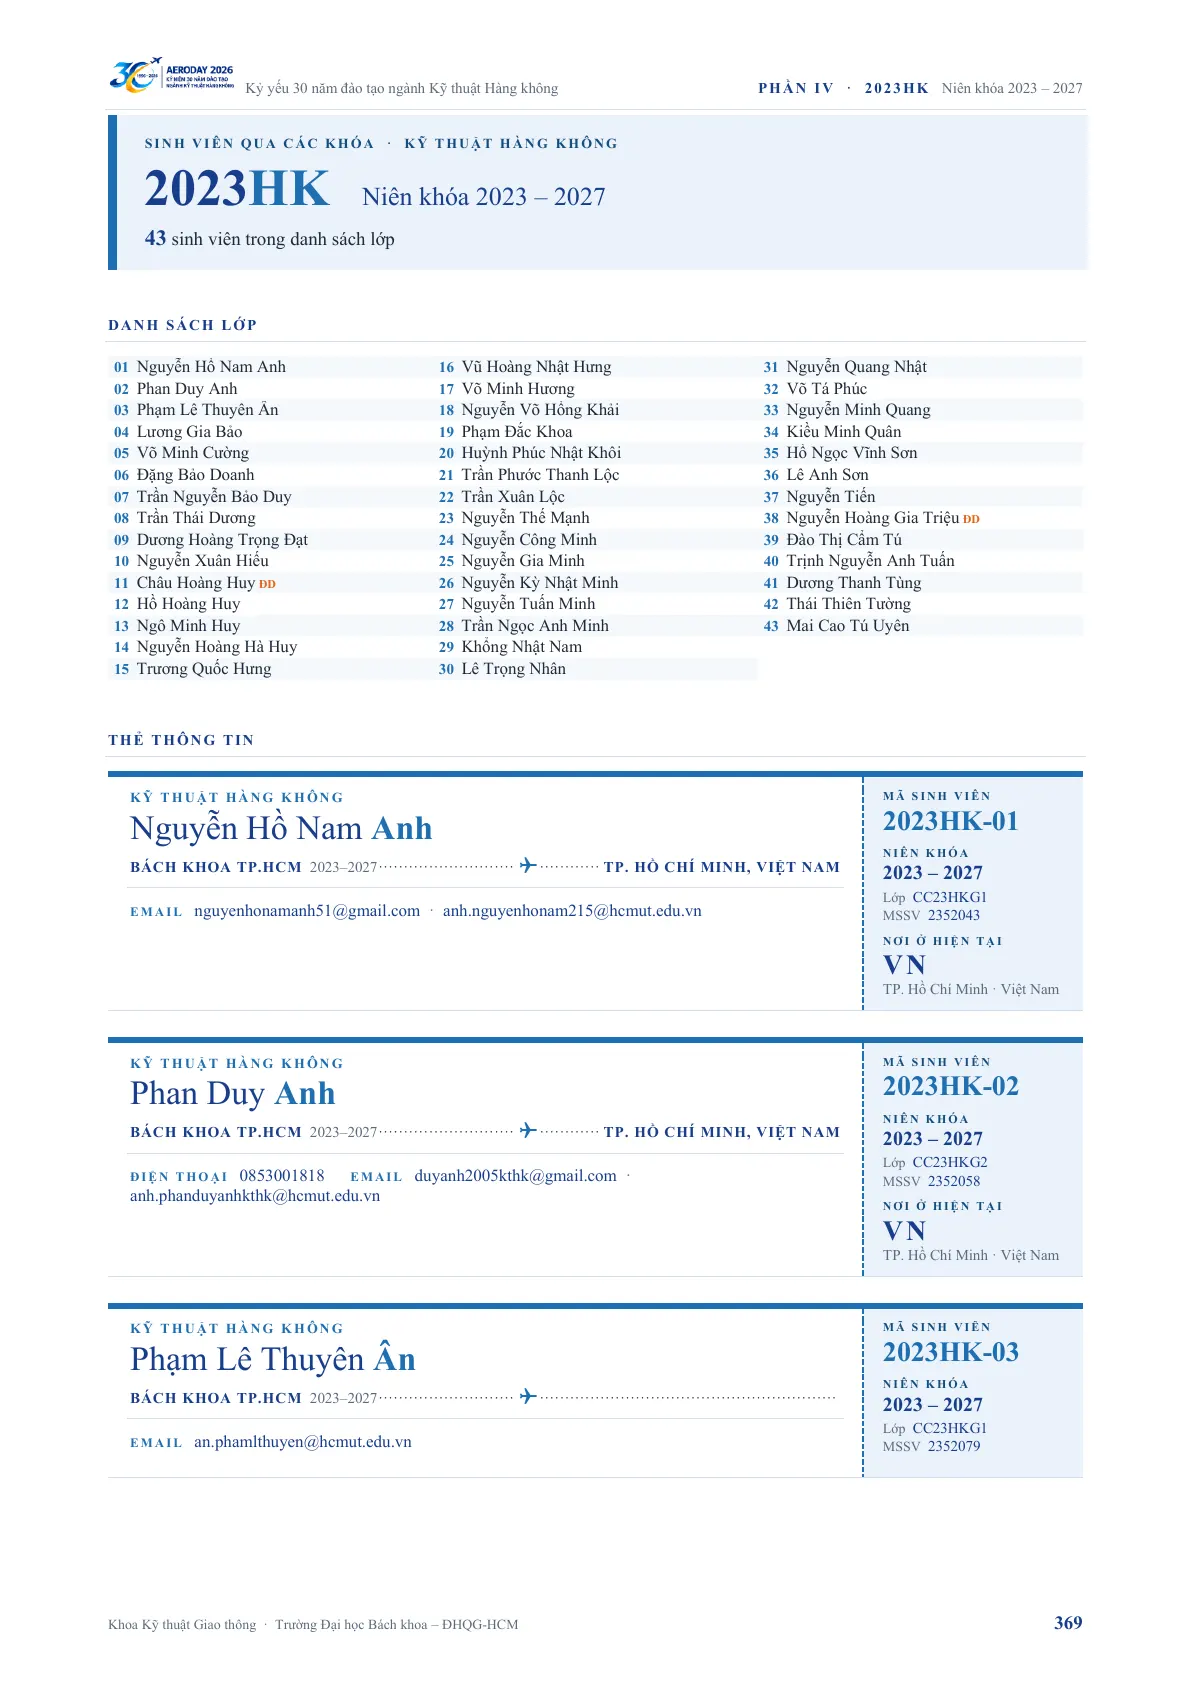 30 1996 - 2026 AERODAY 2026
KỶ NIỆM 30 NĂM ĐÀO TẠO
NGÀNH KỸ THUẬT HÀNG KHÔNG
Kỷ yếu 30 năm đào tạo ngành Kỹ thuật Hàng không
PHẦN IV · 2023HK Niên khóa 2023 – 2027
SINH VIÊN QUA CÁC KHÓA · KỸ THUẬT HÀNG KHÔNG
2023HK Niên khóa 2023 – 2027
43 sinh viên trong danh sách lớp
DANH SÁCH LỚP
01 Nguyễn Hồ Nam Anh
02 Phan Duy Anh
03 Phạm Lê Thuyên Ân
04 Lương Gia Bảo
05 Võ Minh Cường
06 Đặng Bảo Doanh
07 Trần Nguyễn Bảo Duy
08 Trần Thái Dương
09 Dương Hoàng Trọng Đạt
10 Nguyễn Xuân Hiếu
11 Châu Hoàng Huy ĐD
12 Hồ Hoàng Huy
13 Ngô Minh Huy
14 Nguyễn Hoàng Hà Huy
15 Trương Quốc Hưng
16 Vũ Hoàng Nhật Hưng
17 Võ Minh Hương
18 Nguyễn Võ Hồng Khải
19 Phạm Đắc Khoa
20 Huỳnh Phúc Nhật Khôi
21 Trần Phước Thanh Lộc
22 Trần Xuân Lộc
23 Nguyễn Thế Mạnh
24 Nguyễn Công Minh
25 Nguyễn Gia Minh
26 Nguyễn Kỳ Nhật Minh
27 Nguyễn Tuấn Minh
28 Trần Ngọc Anh Minh
29 Khổng Nhật Nam
30 Lê Trọng Nhân
31 Nguyễn Quang Nhật
32 Võ Tá Phúc
33 Nguyễn Minh Quang
34 Kiều Minh Quân
35 Hồ Ngọc Vĩnh Sơn
36 Lê Anh Sơn
37 Nguyễn Tiến
38 Nguyễn Hoàng Gia Triệu ĐD
39 Đào Thị Cẩm Tú
40 Trịnh Nguyễn Anh Tuấn
41 Dương Thanh Tùng
42 Thái Thiên Tường
43 Mai Cao Tú Uyên
THẺ THÔNG TIN
KỸ THUẬT HÀNG KHÔNG
Nguyễn Hồ Nam Anh
BÁCH KHOA TP.HCM 2023–2027 TP. HỒ CHÍ MINH, VIỆT NAM
EMAIL nguyenhonamanh51@gmail.com · anh.nguyenhonam215@hcmut.edu.vn
MÃ SINH VIÊN
2023HK-01
NIÊN KHÓA
2023 – 2027
Lớp CC23HKG1
MSSV 2352043
NƠI Ở HIỆN TẠI
VN
TP. Hồ Chí Minh · Việt Nam
KỸ THUẬT HÀNG KHÔNG
Phan Duy Anh
BÁCH KHOA TP.HCM 2023–2027 TP. HỒ CHÍ MINH, VIỆT NAM
ĐIỆN THOẠI 0853001818 EMAIL duyanh2005kthk@gmail.com ·
anh.phanduyanhkthk@hcmut.edu.vn
MÃ SINH VIÊN
2023HK-02
NIÊN KHÓA
2023 – 2027
Lớp CC23HKG2
MSSV 2352058
NƠI Ở HIỆN TẠI
VN
TP. Hồ Chí Minh · Việt Nam
KỸ THUẬT HÀNG KHÔNG
Phạm Lê Thuyên Ân
BÁCH KHOA TP.HCM 2023–2027
EMAIL an.phamlthuyen@hcmut.edu.vn
MÃ SINH VIÊN
2023HK-03
NIÊN KHÓA
2023 – 2027
Lớp CC23HKG1
MSSV 2352079
Khoa Kỹ thuật Giao thông · Trường Đại học Bách khoa – ĐHQG-HCM
369